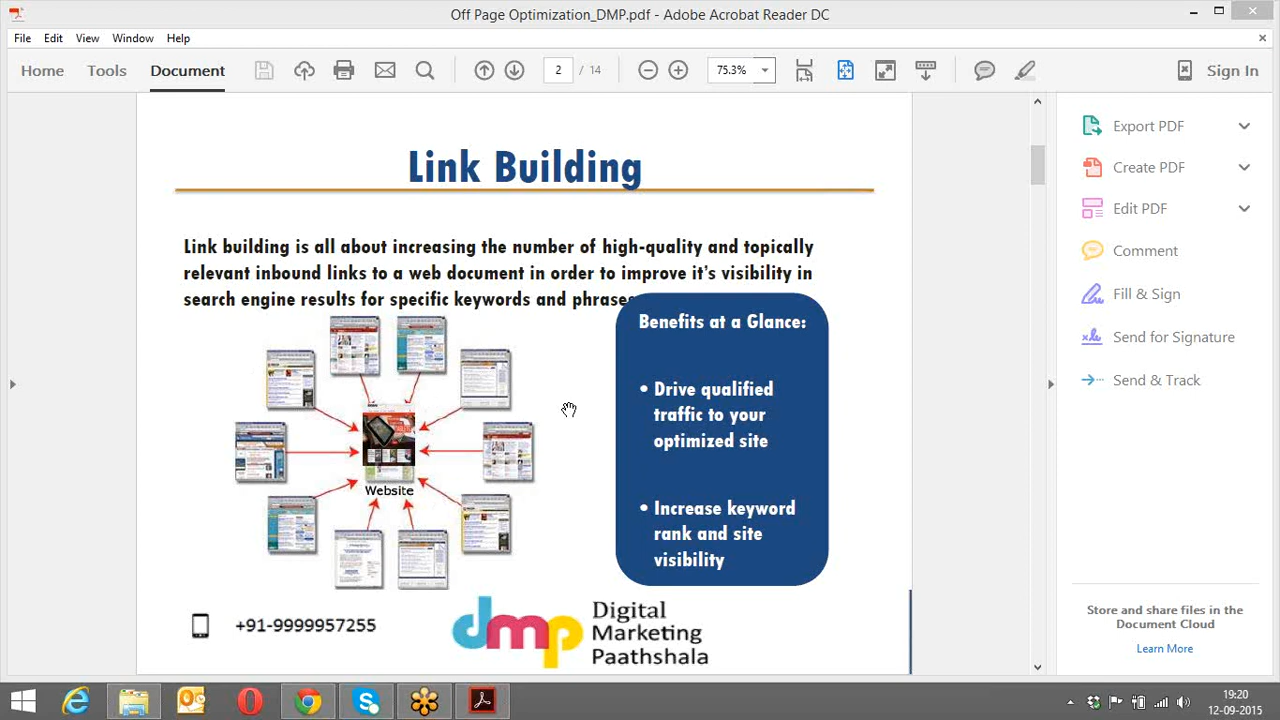 Off Page Optimization_DMP.pdf - Adobe Acrobat Reader DC
File Edit View Window Help
Home Tools Document 2 / 14 75.3% Sign In
Link Building
Link building is all about increasing the number of high-quality and topically
relevant inbound links to a web document in order to improve it's visibility in
search engine results for specific keywords and phrases
Website
Benefits at a Glance:
• Drive qualified
traffic to your
optimized site
• Increase keyword
rank and site
visibility
+91-9999957255
dmp
Digital
Marketing
Paathshala
Export PDF
Create PDF
Edit PDF
Comment
Fill & Sign
Send for Signature
Send & Track
Store and share files in the
Document Cloud
Learn More
19:20
12-09-2015